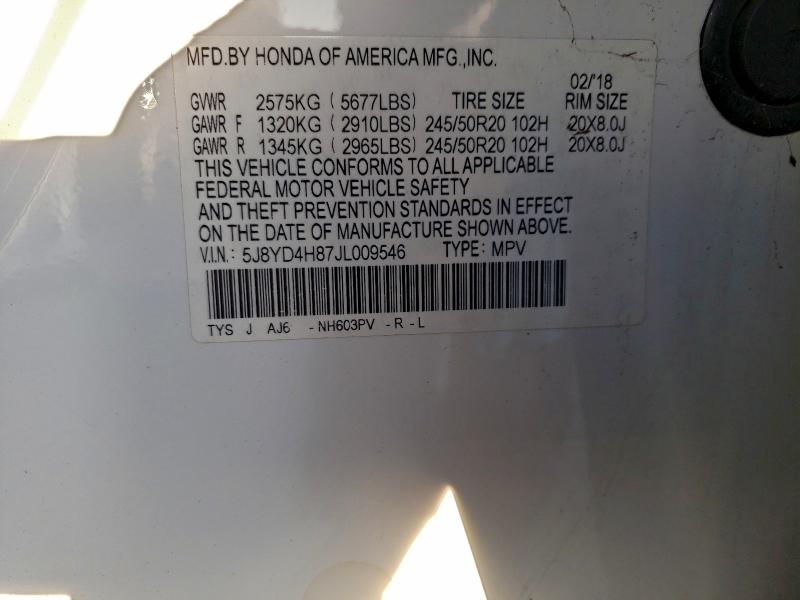 MFD.BY HONDA OF AMERICA MFG.,INC.
02/'18
GVWR 2575KG ( 5677LBS) TIRE SIZE RIM SIZE
GAWR F 1320KG ( 2910LBS) 245/50R20 102H 20X8.0J
GAWR R 1345KG ( 2965LBS) 245/50R20 102H 20X8.0J
THIS VEHICLE CONFORMS TO ALL APPLICABLE
FEDERAL MOTOR VEHICLE SAFETY
AND THEFT PREVENTION STANDARDS IN EFFECT
ON THE DATE OF MANUFACTURE SHOWN ABOVE.
V.I.N.: 5J8YD4H87JL009546 TYPE: MPV
TYS J AJ6 - NH603PV - R - L